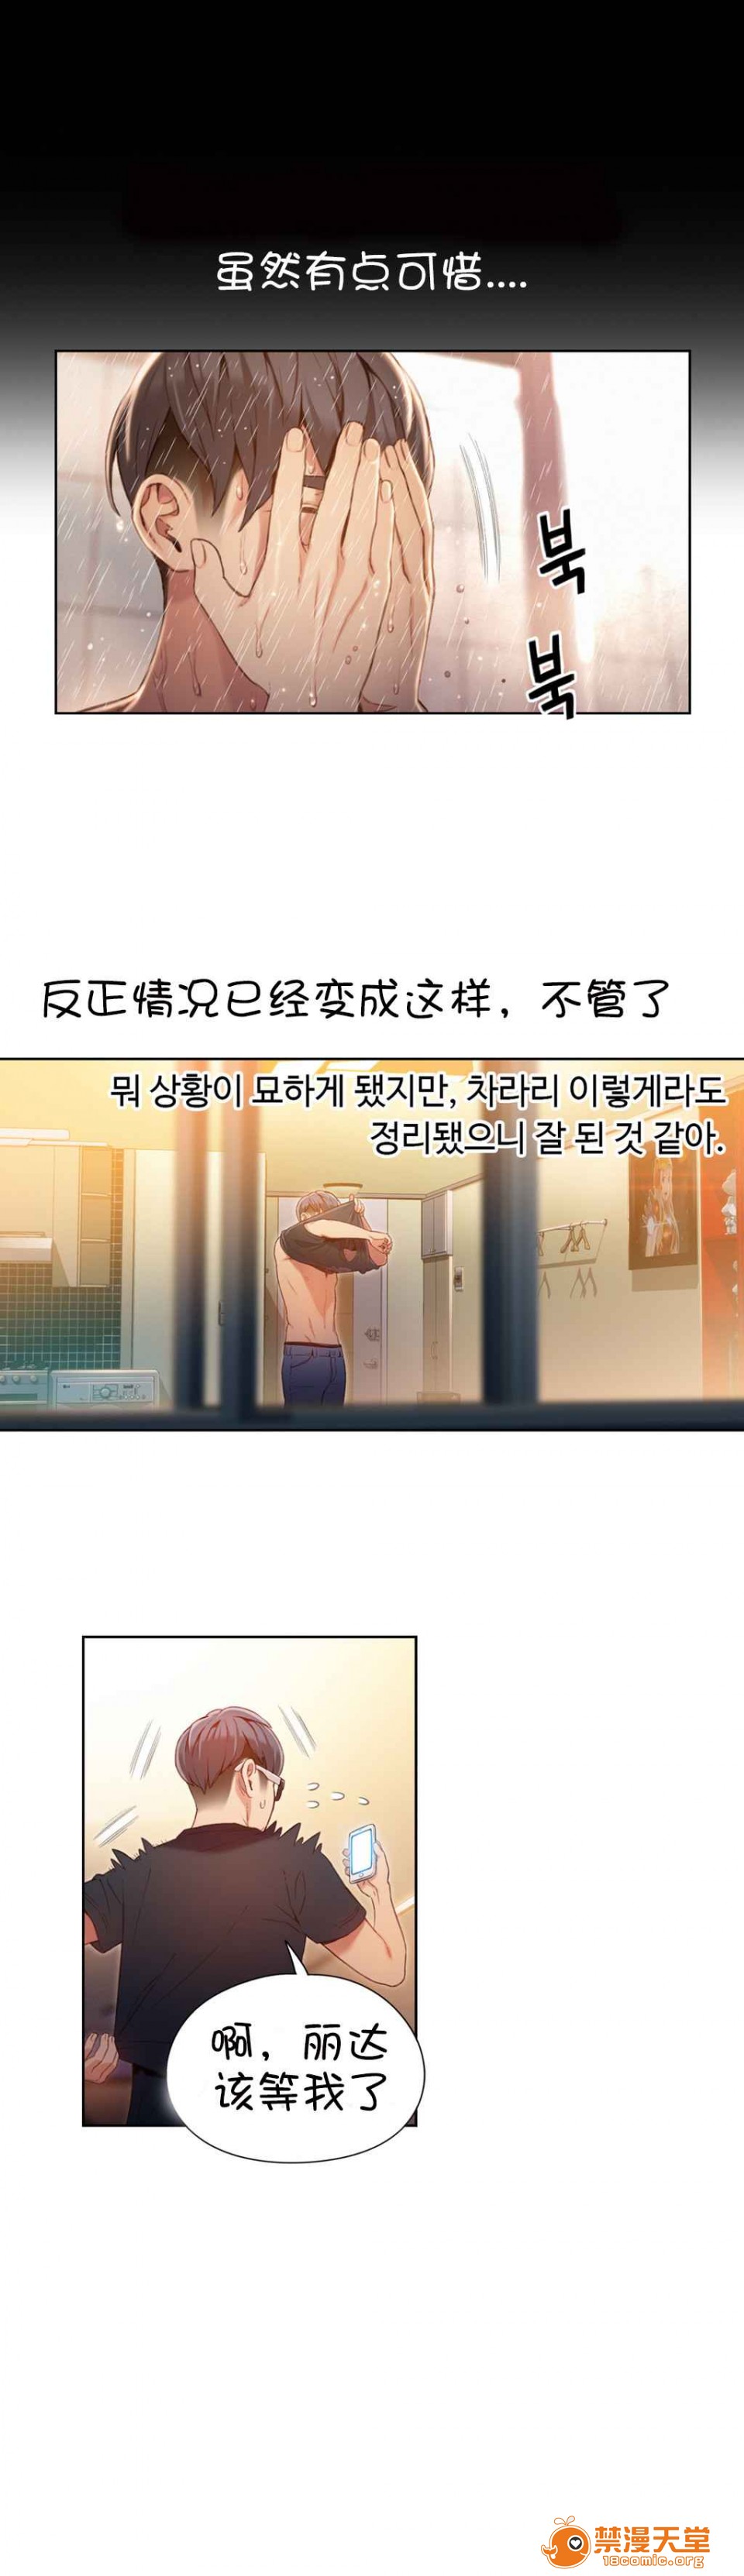 虽然有点可惜....
북
북
反正情况已经变成这样，不管了
뭐 상황이 묘하게 됐지만, 차라리 이렇게라도
정리됐으니 잘 된 것 같아.
啊，丽达
该等我了
禁漫天堂
18comic.org